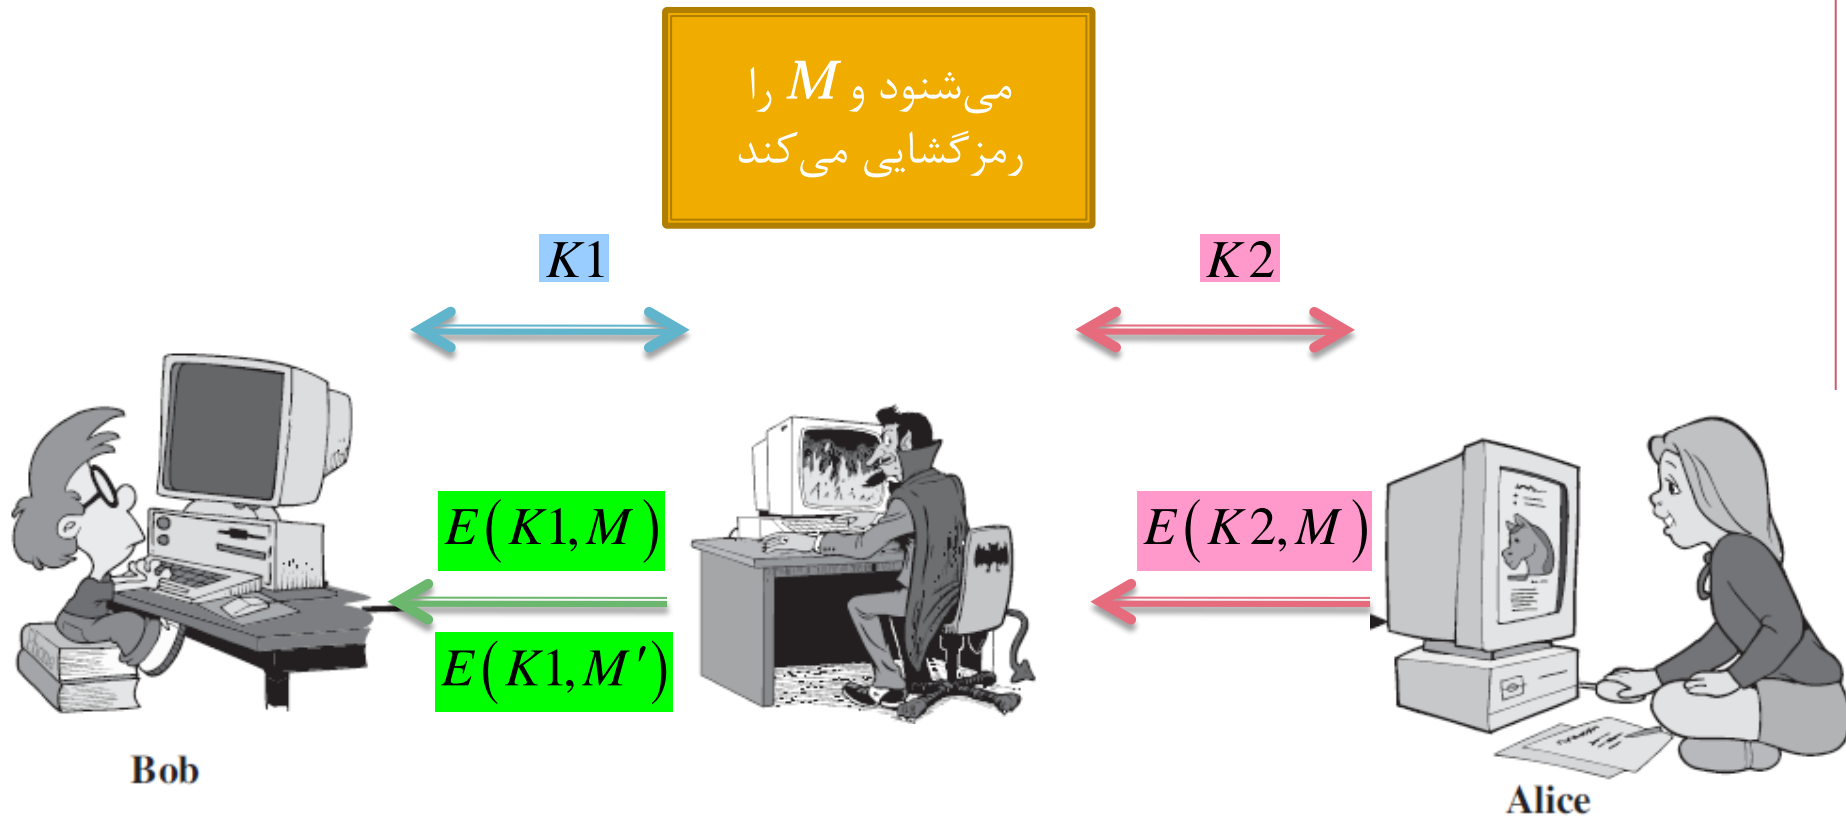 می‌شنود و M را
رمزگشایی می‌کند
K1
K2
E(K1,M)
E(K2,M)
E(K1,M′)
Bob
Alice